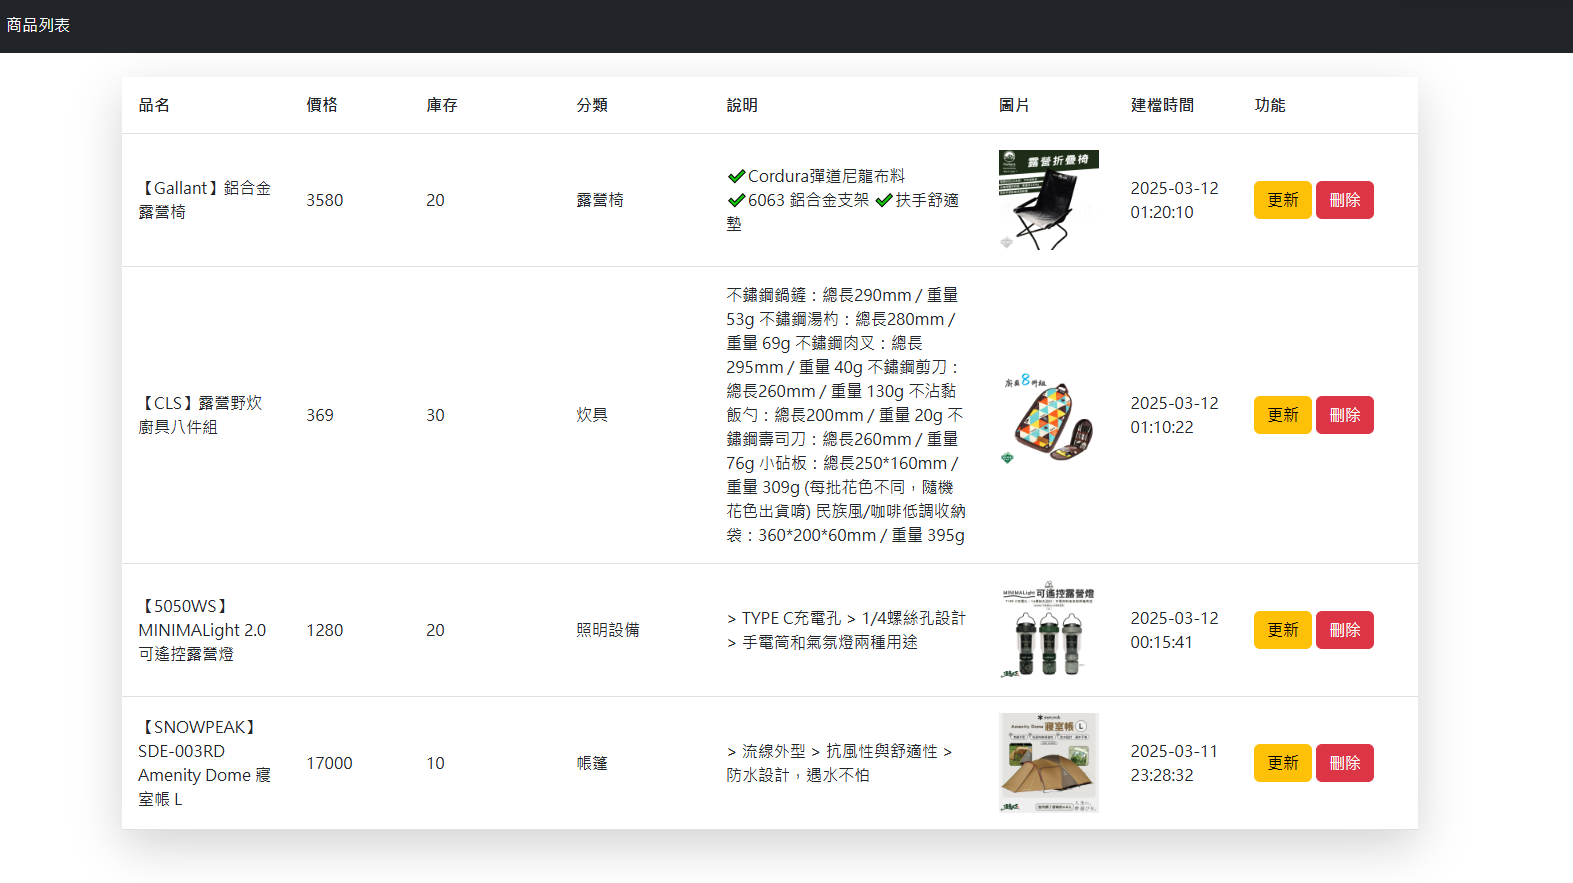 商品列表
品名 價格 庫存 分類 說明 圖片 建檔時間 功能
【Gallant】鋁合金
露營椅
3580
20
露營椅
✔Cordura彈道尼龍布料
✔6063 鋁合金支架 ✔扶手舒適
墊
露營折疊椅
2025-03-12
01:20:10
更新 刪除
【CLS】露營野炊
廚具八件組
369
30
炊具
不鏽鋼鍋鏟：總長290mm / 重量
53g 不鏽鋼湯杓：總長280mm /
重量 69g 不鏽鋼肉叉：總長
295mm / 重量 40g 不鏽鋼剪刀：
總長260mm / 重量 130g 不沾黏
飯勺：總長200mm / 重量 20g 不
鏽鋼壽司刀：總長260mm / 重量
76g 小砧板：總長250*160mm /
重量 309g (每批花色不同，隨機
花色出貨唷) 民族風/咖啡低調收納
袋：360*200*60mm / 重量 395g
廚具8件組
2025-03-12
01:10:22
更新 刪除
【5050WS】
MINIMALight 2.0
可遙控露營燈
1280
20
照明設備
> TYPE C充電孔 > 1/4螺絲孔設計
> 手電筒和氣氛燈兩種用途
MINIMALight 可遙控露營燈
2025-03-12
00:15:41
更新 刪除
【SNOWPEAK】
SDE-003RD
Amenity Dome 寢
室帳 L
17000
10
帳篷
> 流線外型 > 抗風性與舒適性 >
防水設計，遇水不怕
snow peak
Amenity Dome 寢室帳 L
2025-03-11
23:28:32
更新 刪除